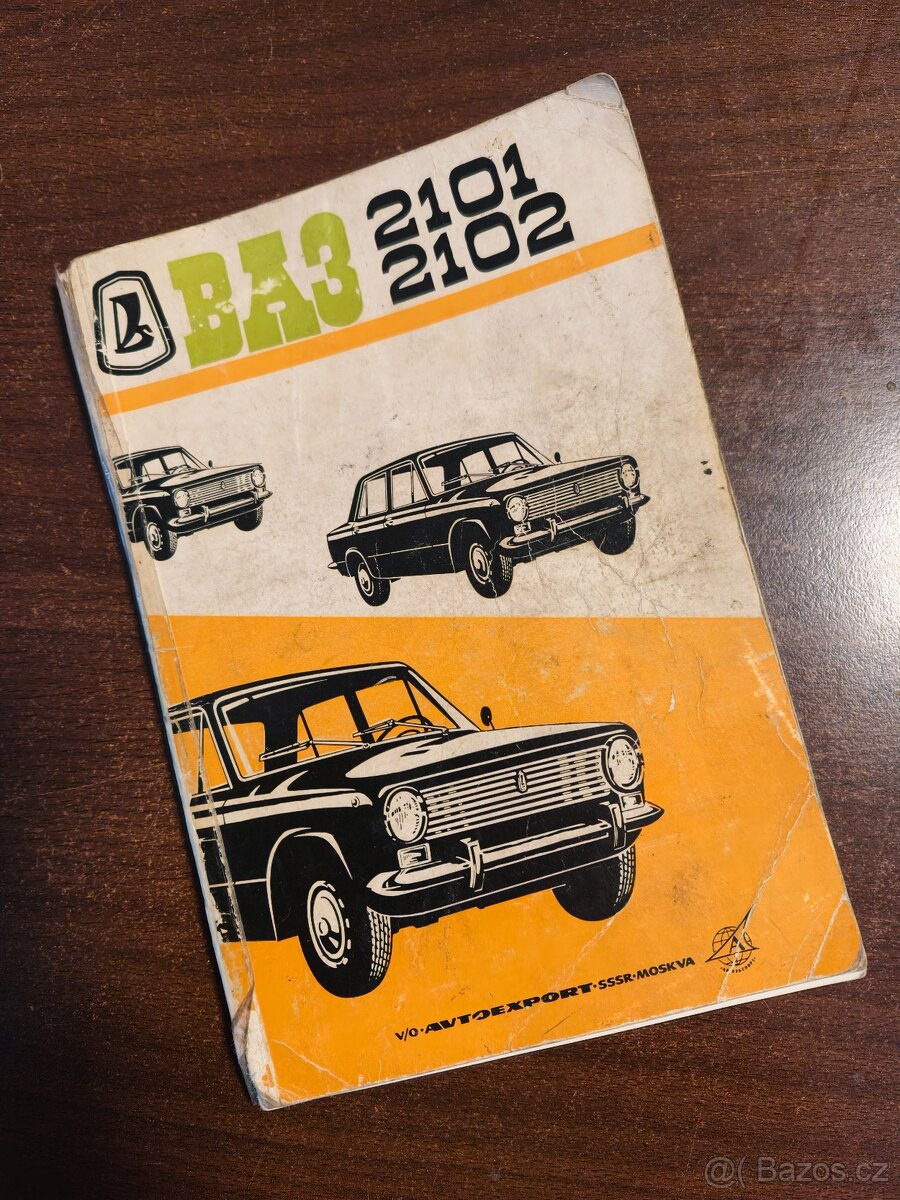 ВАЗ 2101
2102
V/O·AVTOEXPORT·SSSR·MOSKVA
@( Bazos.cz